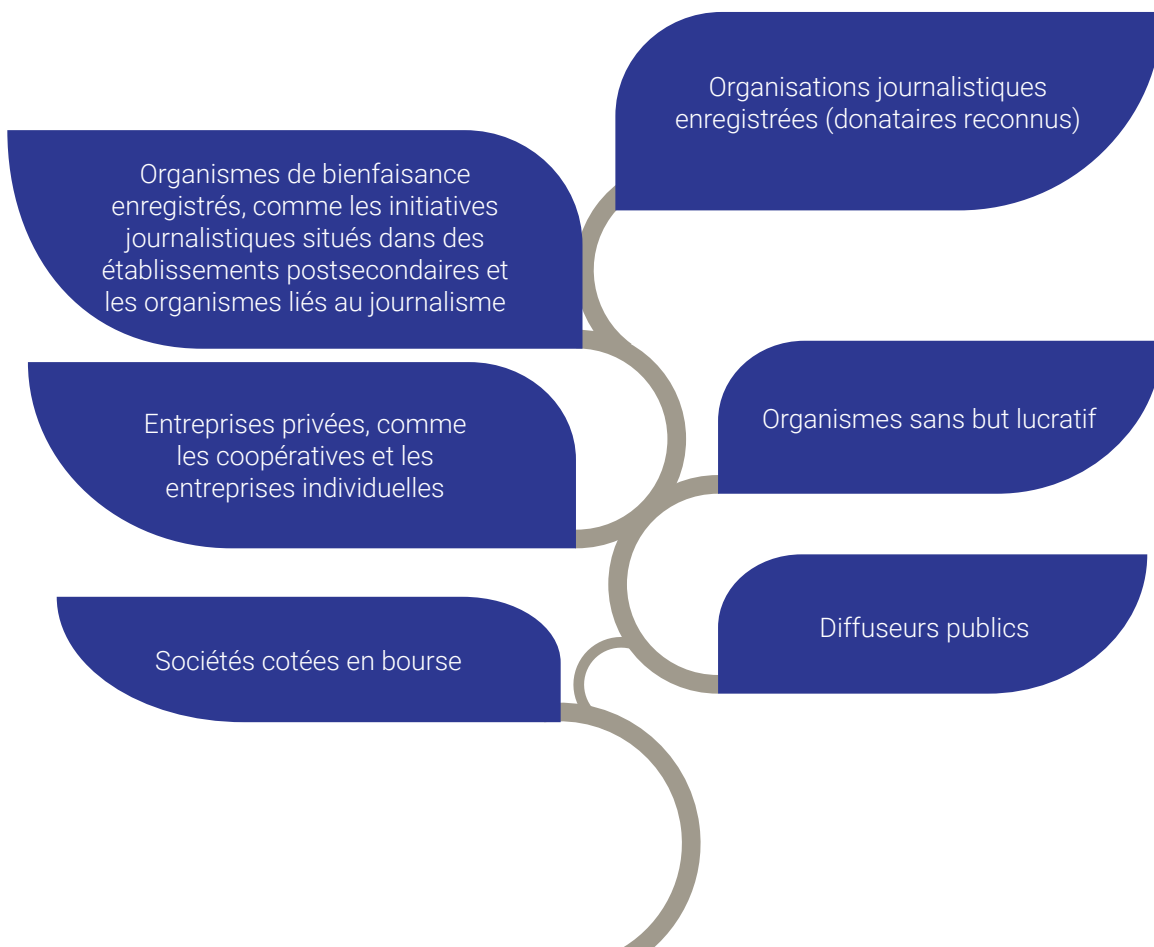 Organisations journalistiques
enregistrées (donataires reconnus)
Organismes de bienfaisance
enregistrés, comme les initiatives
journalistiques situés dans des
établissements postsecondaires et
les organismes liés au journalisme
Organismes sans but lucratif
Entreprises privées, comme
les coopératives et les
entreprises individuelles
Diffuseurs publics
Sociétés cotées en bourse